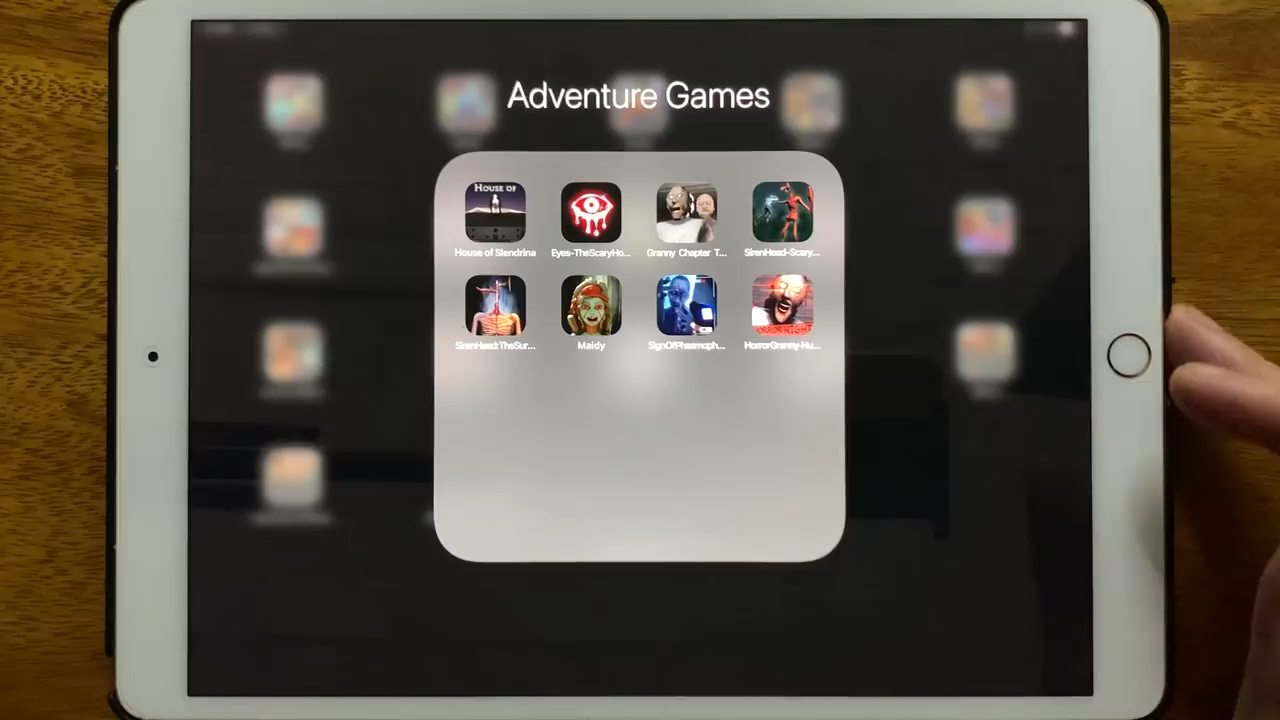 Adventure Games
HOUSE OF
House of Slendrina
Eyes-TheScaryHo...
Granny Chapter T...
SirenHead-Scary...
SirenHead:TheSur...
Maidy
SignOfPhasmoph...
HorrorGranny-Nu...